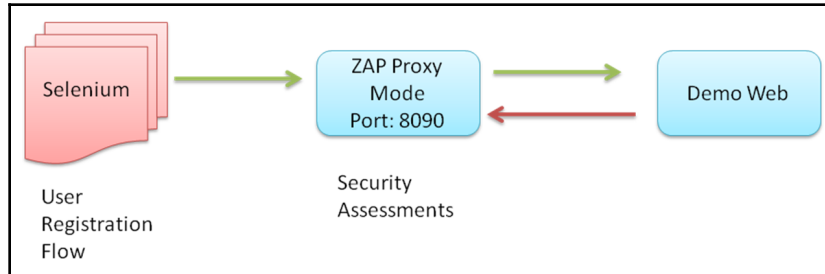 Selenium
ZAP Proxy
Mode
Port: 8090
Demo Web
User
Registration
Flow
Security
Assessments